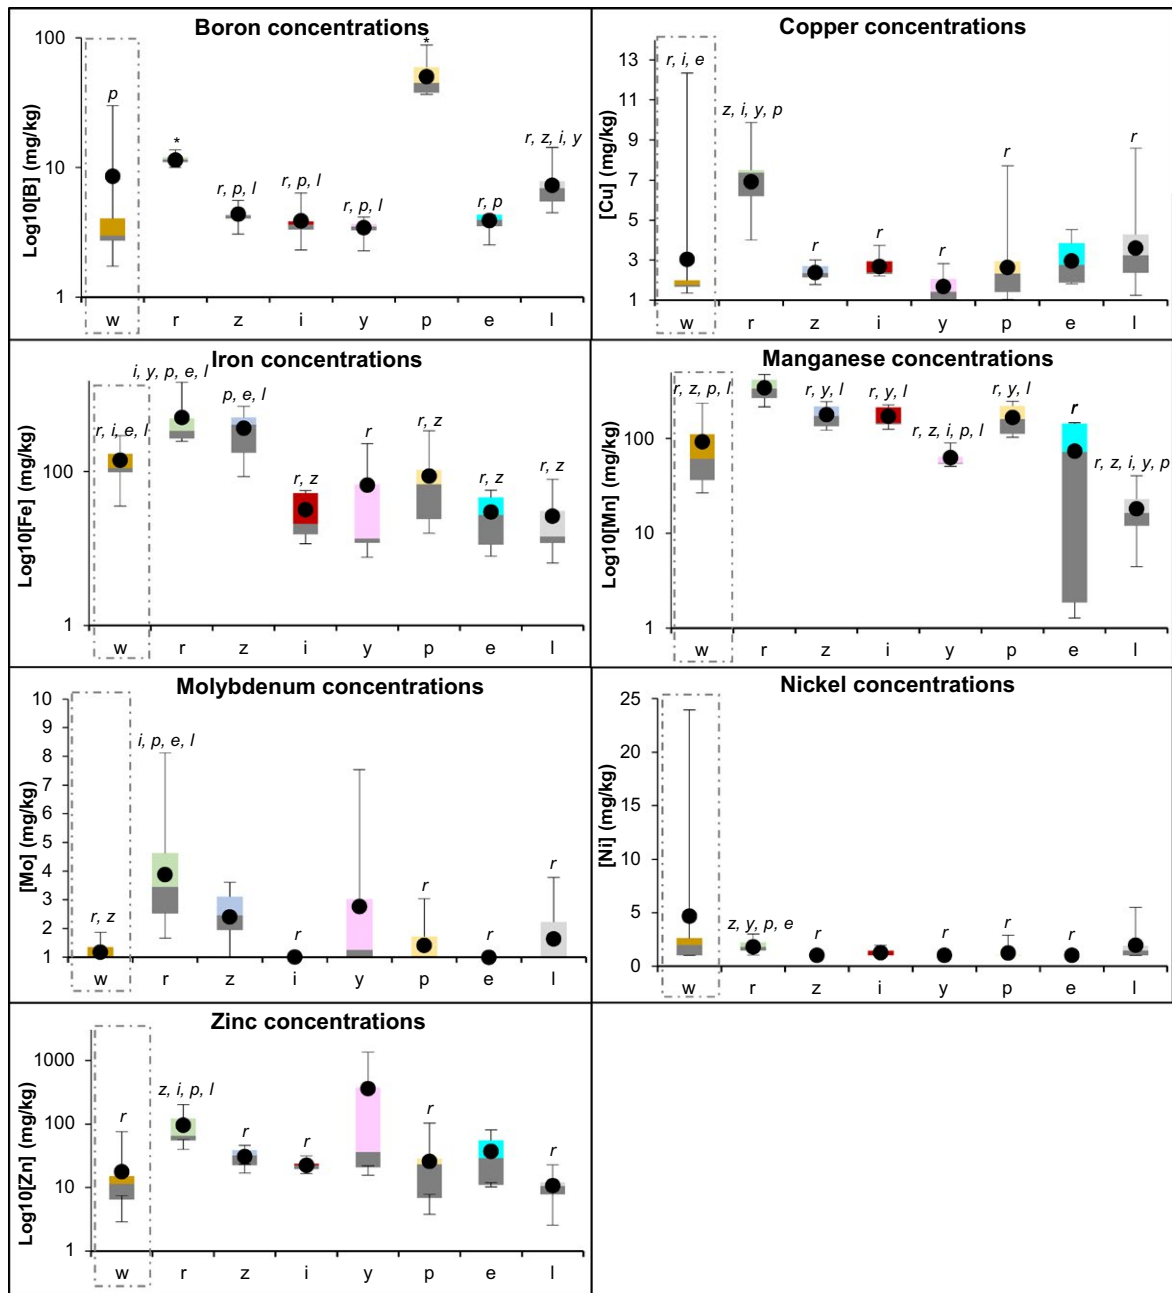 Boron concentrations
Log10[B] (mg/kg)
100
10
1
p
*
r, p, l
r, p, l
r, p, l
*
r, p
r, z, i, y
w r z i y p e l
Copper concentrations
[Cu] (mg/kg)
13
11
9
7
5
3
1
r, i, e
z, i, y, p
r
r
r
r
r
w r z i y p e l
Iron concentrations
Log10[Fe] (mg/kg)
100
1
r, i, e, l
i, y, p, e, l
p, e, l
r, z
r
r, z
r, z
r, z
w r z i y p e l
Manganese concentrations
Log10[Mn] (mg/kg)
100
10
1
r, z, p, l
r, y, l
r, y, l
r, z, i, p, l
r, y, l
r
r, z, i, y, p
w r z i y p e l
Molybdenum concentrations
[Mo] (mg/kg)
10
9
8
7
6
5
4
3
2
1
r, z
i, p, e, l
r
r
r
r
w r z i y p e l
Nickel concentrations
[Ni] (mg/kg)
25
20
15
10
5
0
z, y, p, e
r
r
r
r
w r z i y p e l
Zinc concentrations
Log10[Zn] (mg/kg)
1000
100
10
1
r
z, i, p, l
r
r
r
r
w r z i y p e l